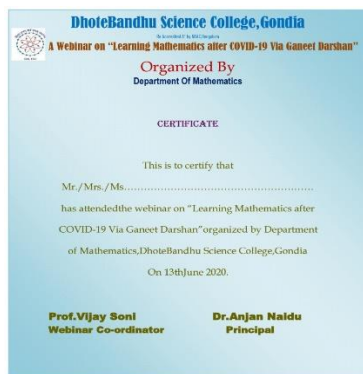 DhoteBandhu Science College,Gondia
A Webinar on “Learning Mathematics after COVID-19 Via Ganeet Darshan”
Organized By
Department Of Mathematics
CERTIFICATE
This is to certify that
Mr./Mrs./Ms.......................................................
has attendedthe webinar on “Learning Mathematics after
COVID-19 Via Ganeet Darshan”organized by Department
of Mathematics,DhoteBandhu Science College,Gondia
On 13thJune 2020.
Prof.Vijay Soni Dr.Anjan Naidu
Webinar Co-ordinator Principal